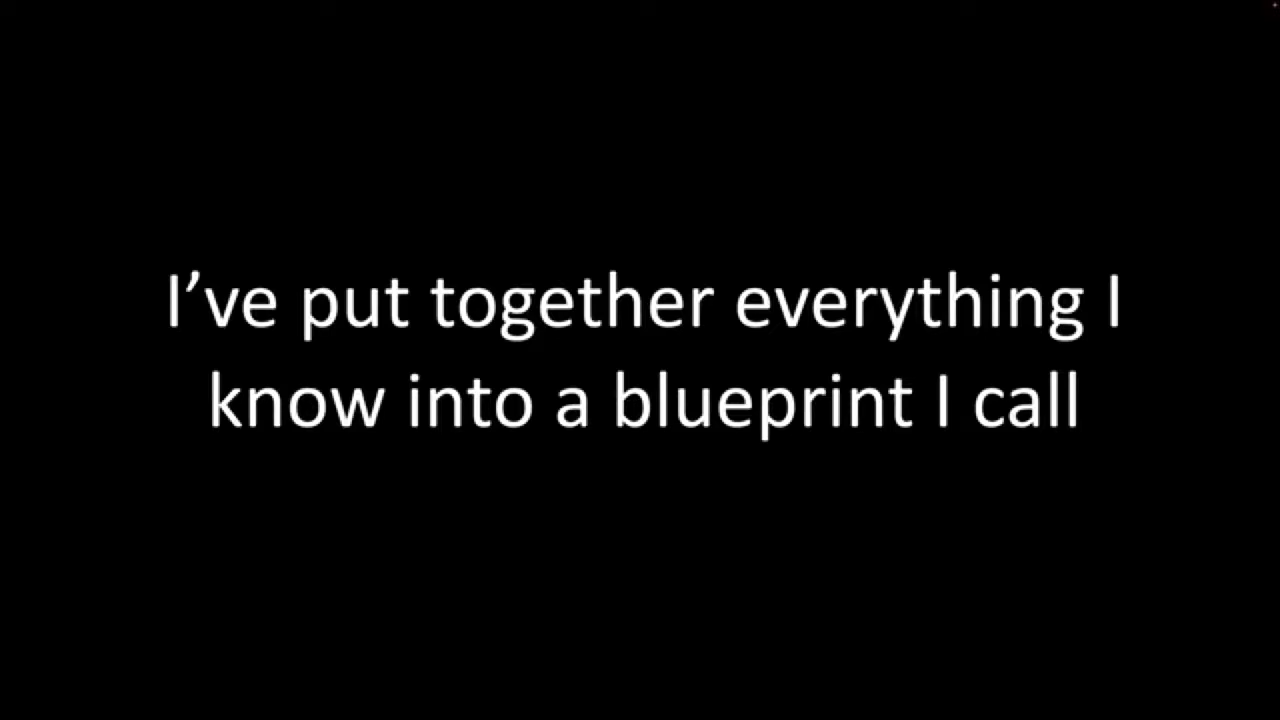 I’ve put together everything I
know into a blueprint I call